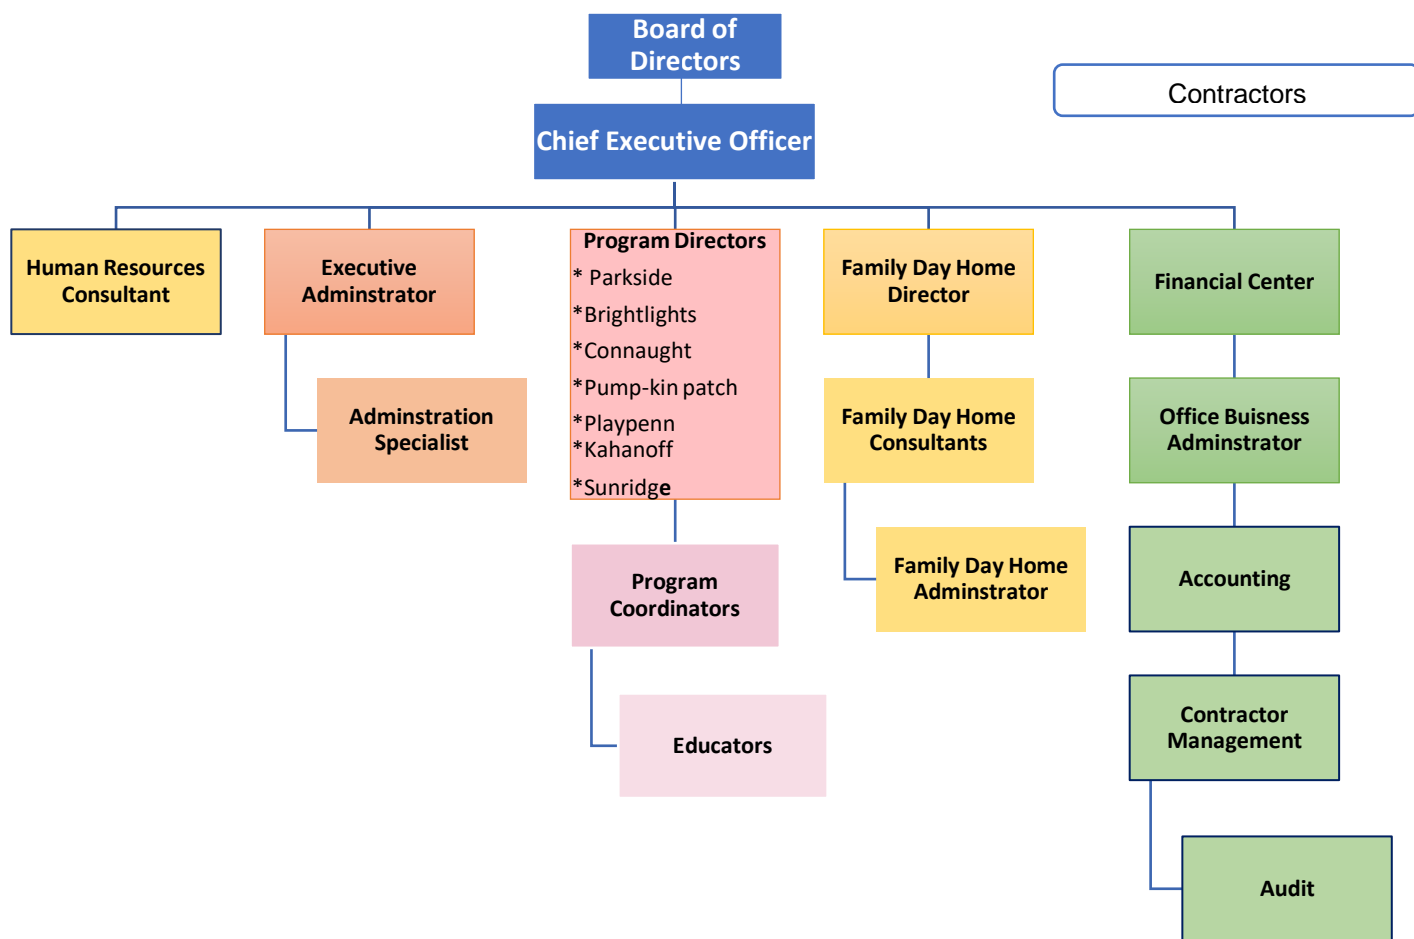 Board of
Directors
Contractors
Chief Executive Officer
Human Resources
Consultant
Executive
Adminstrator
Program Directors
* Parkside
*Brightlights
*Connaught
*Pump-kin patch
*Playpenn
*Kahanoff
*Sunridge
Family Day Home
Director
Financial Center
Adminstration
Specialist
Family Day Home
Consultants
Office Buisness
Adminstrator
Program
Coordinators
Family Day Home
Adminstrator
Accounting
Educators
Contractor
Management
Audit